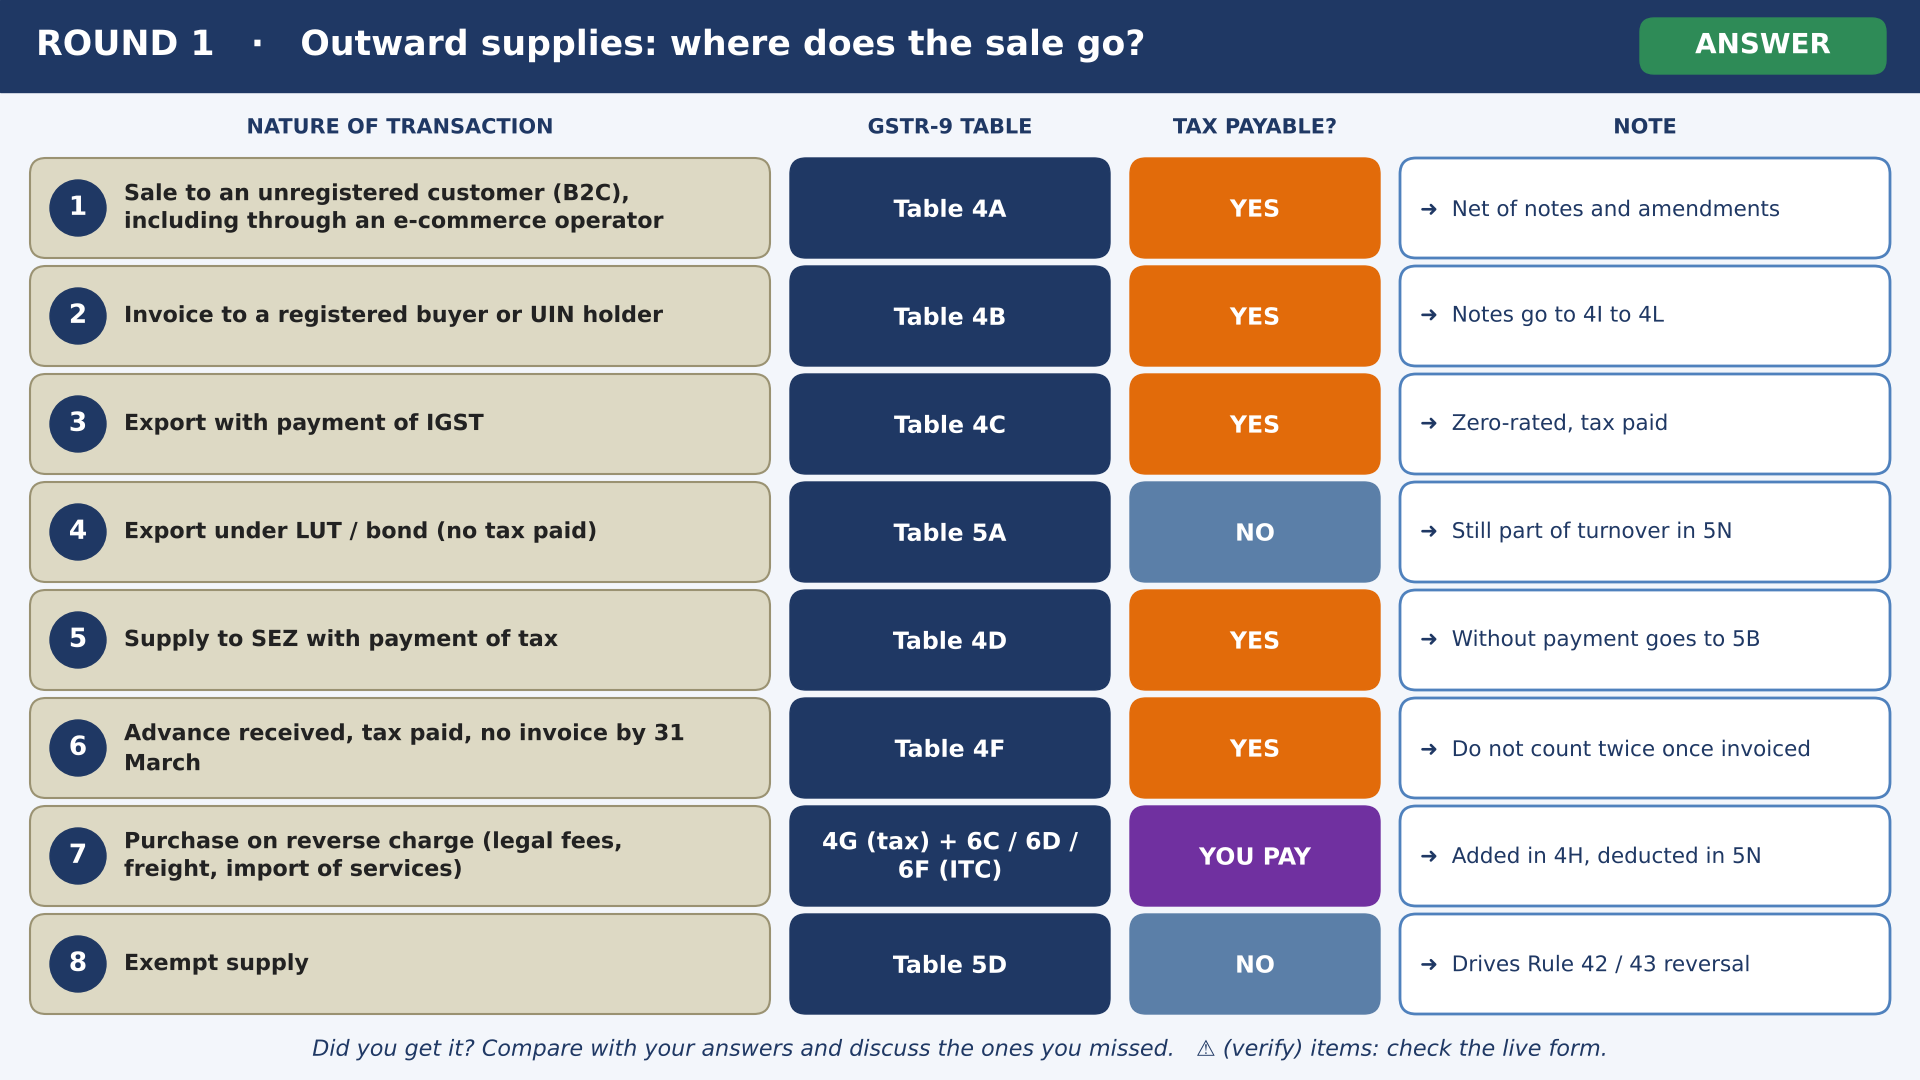 ROUND 1 · Outward supplies: where does the sale go?
ANSWER
NATURE OF TRANSACTION
GSTR-9 TABLE
TAX PAYABLE?
NOTE
1
Sale to an unregistered customer (B2C),
including through an e-commerce operator
Table 4A
YES
➜ Net of notes and amendments
2
Invoice to a registered buyer or UIN holder
Table 4B
YES
➜ Notes go to 4I to 4L
3
Export with payment of IGST
Table 4C
YES
➜ Zero-rated, tax paid
4
Export under LUT / bond (no tax paid)
Table 5A
NO
➜ Still part of turnover in 5N
5
Supply to SEZ with payment of tax
Table 4D
YES
➜ Without payment goes to 5B
6
Advance received, tax paid, no invoice by 31
March
Table 4F
YES
➜ Do not count twice once invoiced
7
Purchase on reverse charge (legal fees,
freight, import of services)
4G (tax) + 6C / 6D /
6F (ITC)
YOU PAY
➜ Added in 4H, deducted in 5N
8
Exempt supply
Table 5D
NO
➜ Drives Rule 42 / 43 reversal
Did you get it? Compare with your answers and discuss the ones you missed. ⚠ (verify) items: check the live form.